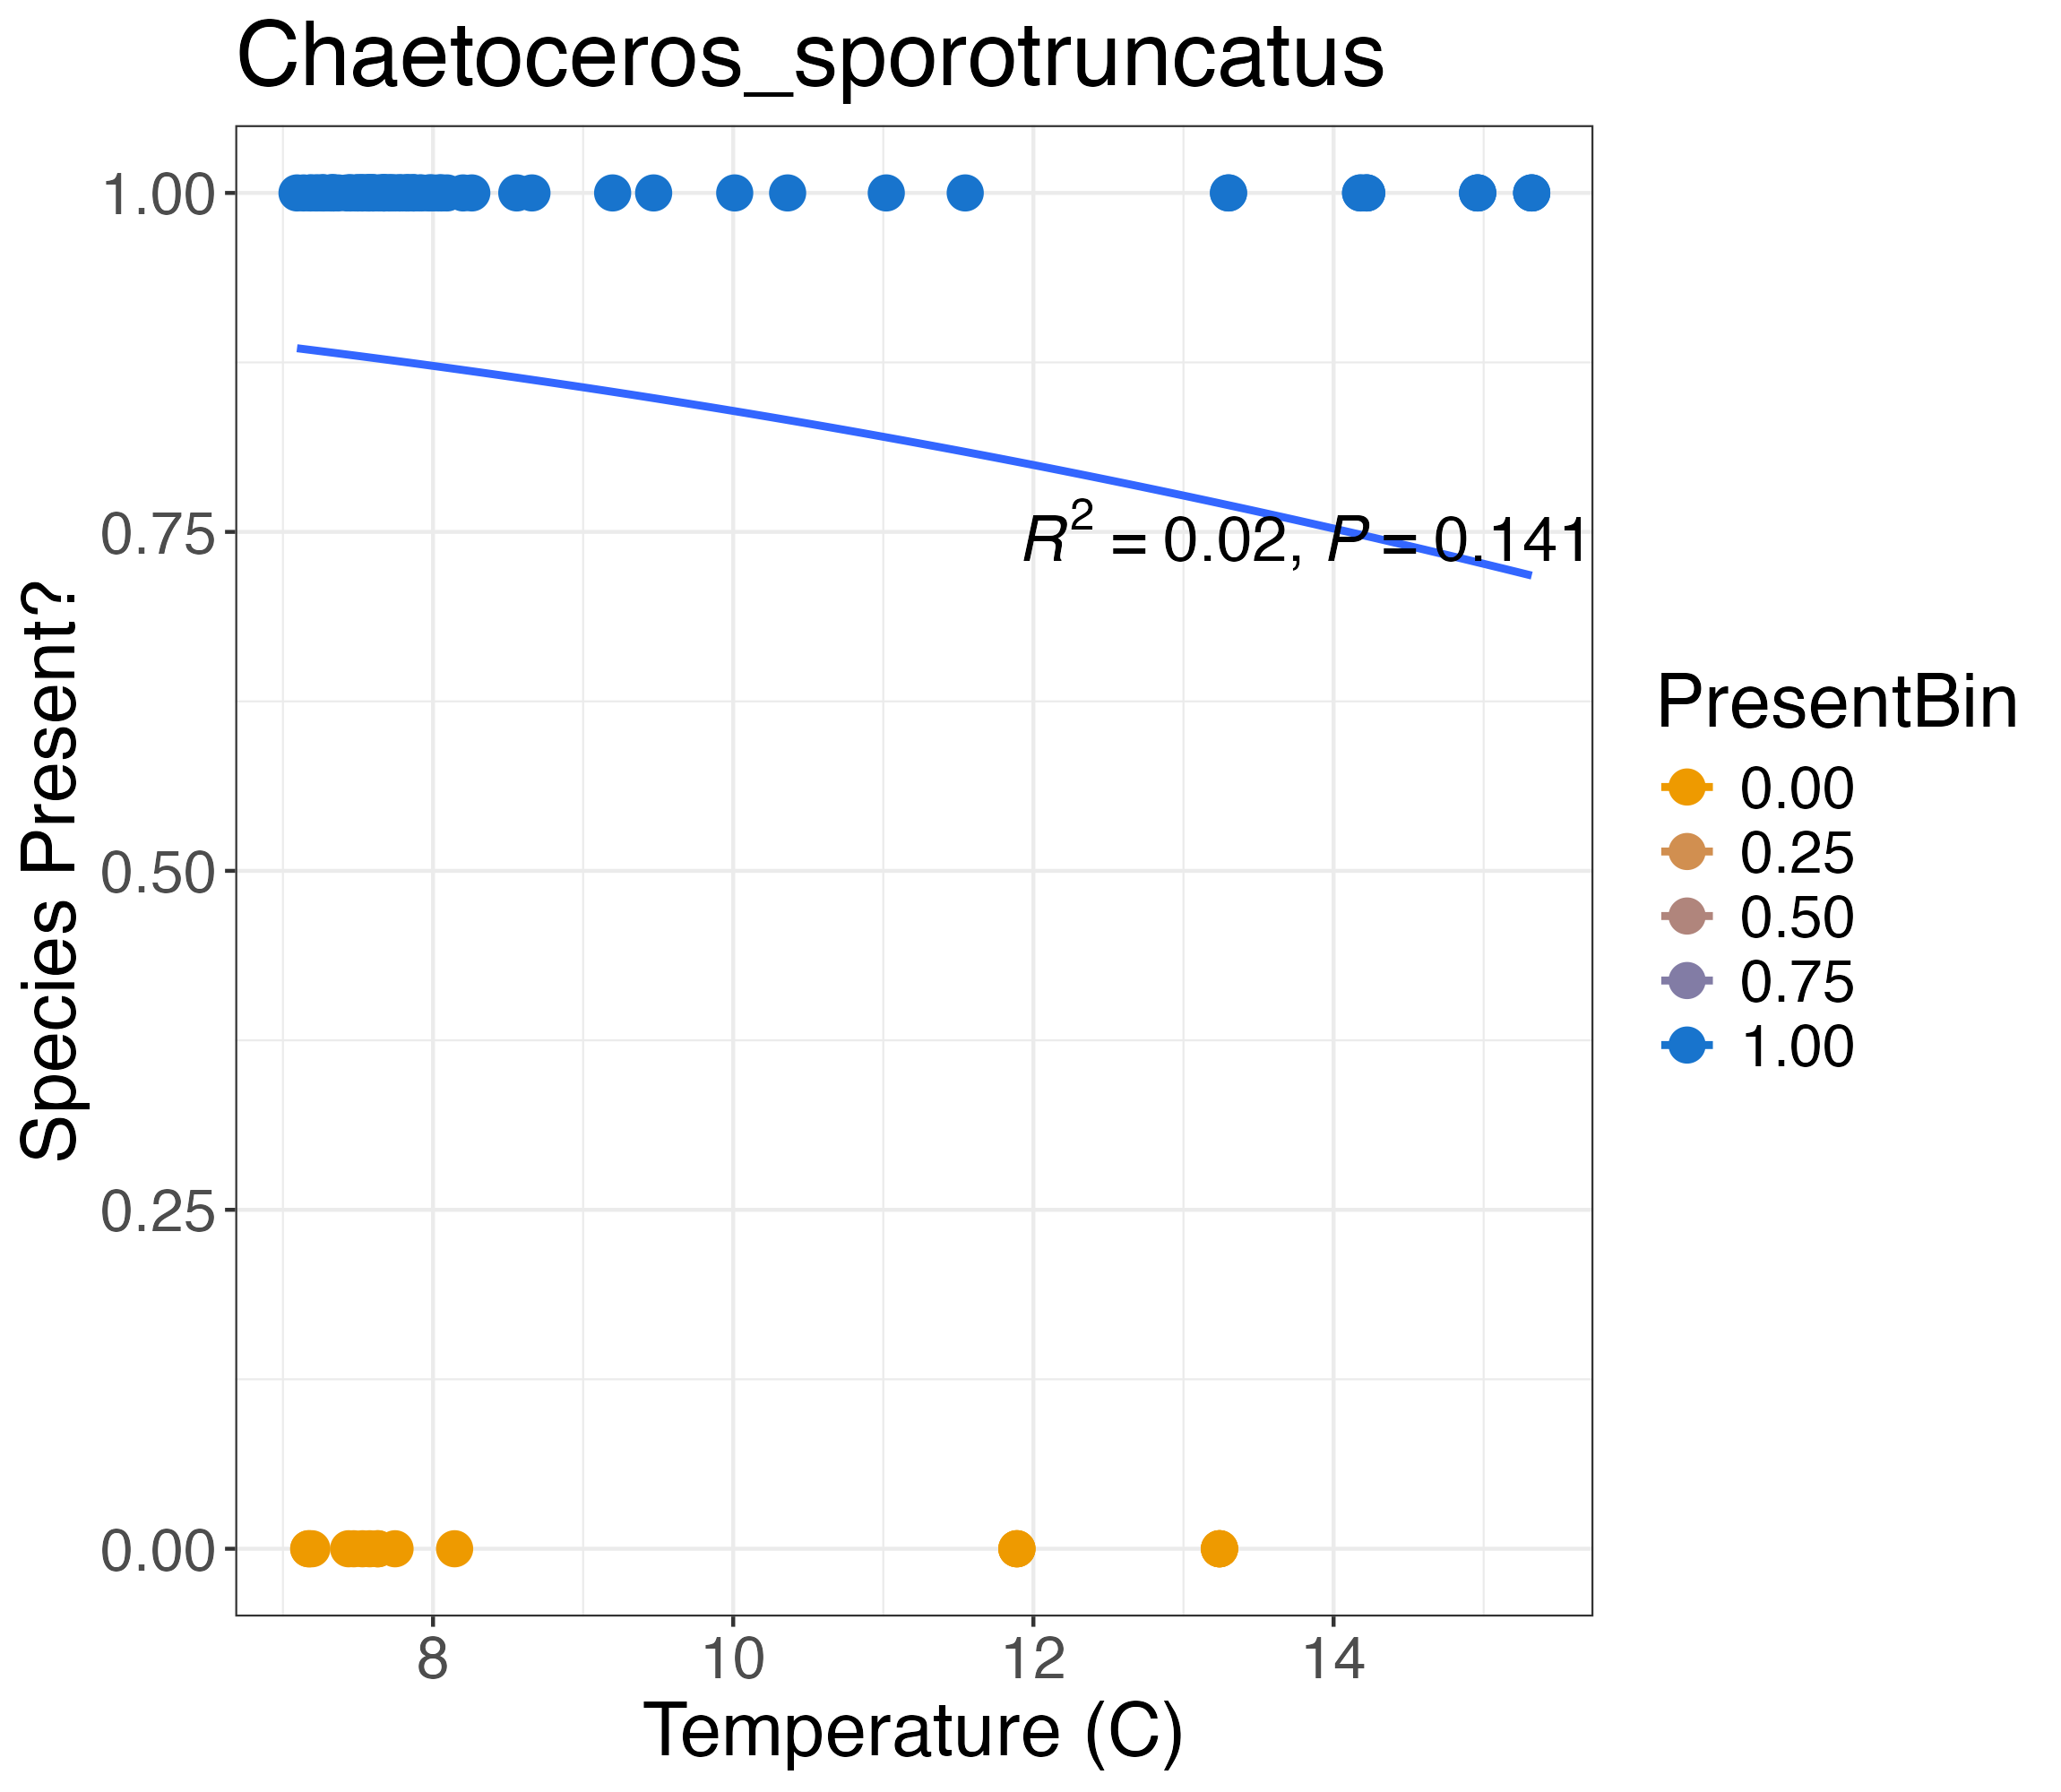 Chaetoceros_sporotruncatus
1.00
0.75
0.50
0.25
0.00
Species Present?
R² = 0.02, P = 0.141
8 10 12 14
Temperature (C)
PresentBin
0.00
0.25
0.50
0.75
1.00